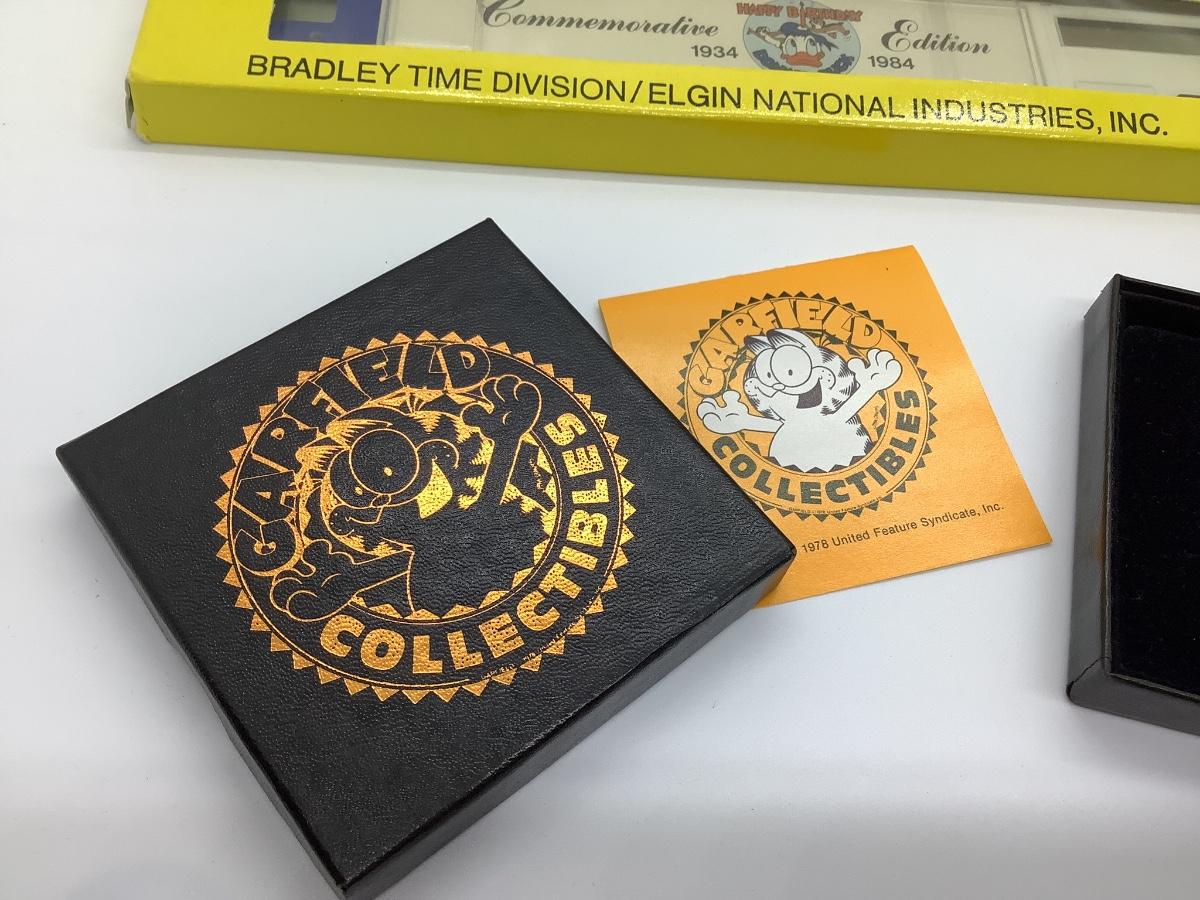 Commemorative
HAPPY BIRTHDAY
Edition
1934
1984
BRADLEY TIME DIVISION/ELGIN NATIONAL INDUSTRIES, INC.
GARFIELD
COLLECTIBLES
GARFIELD
COLLECTIBLES
1978 United Feature Syndicate, Inc.